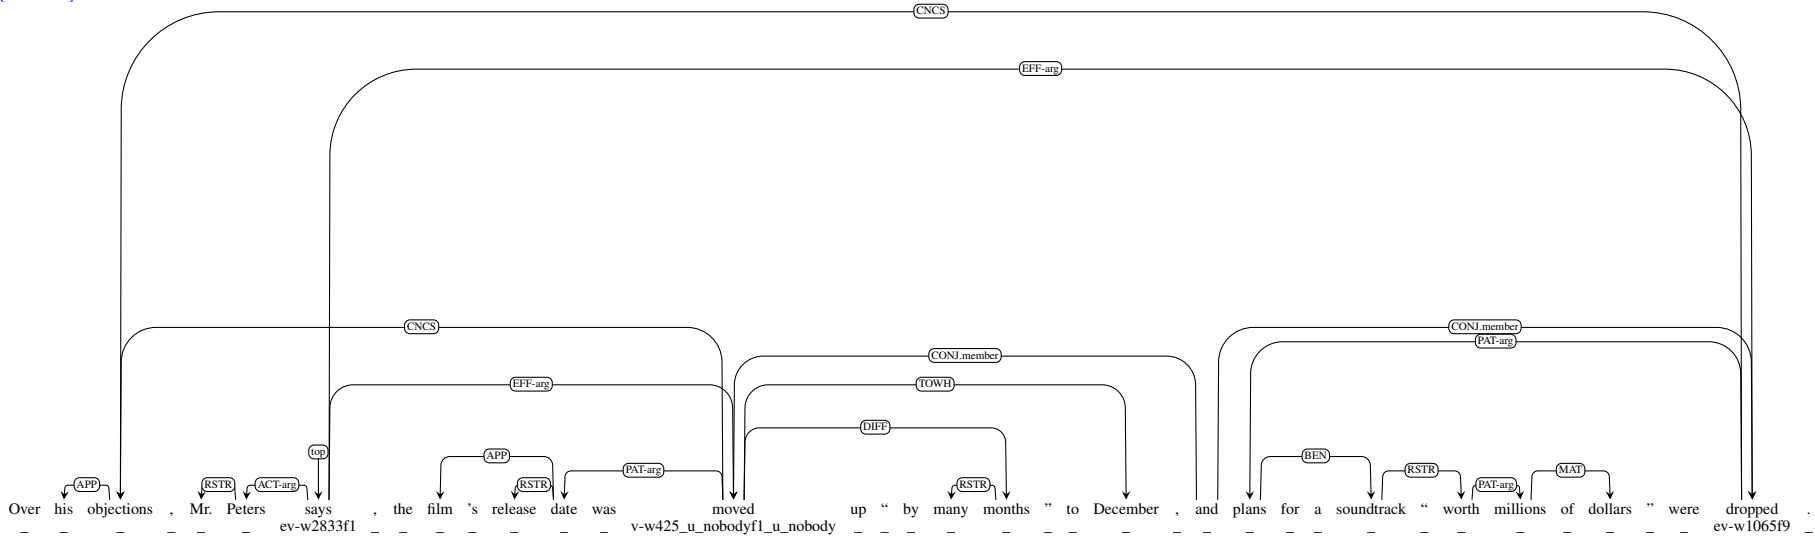 CNCS
EFF-arg
CNCS CONJ.member
PAT-arg
CONJ.member
EFF-arg TOWH
DIFF
top
APP PAT-arg BEN RSTR MAT
APP RSTR ACT-arg RSTR RSTR PAT-arg
Over his objections , Mr. Peters says , the film 's release date was moved up “ by many months ” to December , and plans for a soundtrack “ worth millions of dollars ” were dropped .
_ _ _ _ _ _ ev-w2833f1 _ _ _ _ _ _ _ v-w425_u_nobodyf1_u_nobody _ _ _ _ _ _ _ _ _ _ _ _ _ _ _ _ _ _ _ _ _ ev-w1065f9 _